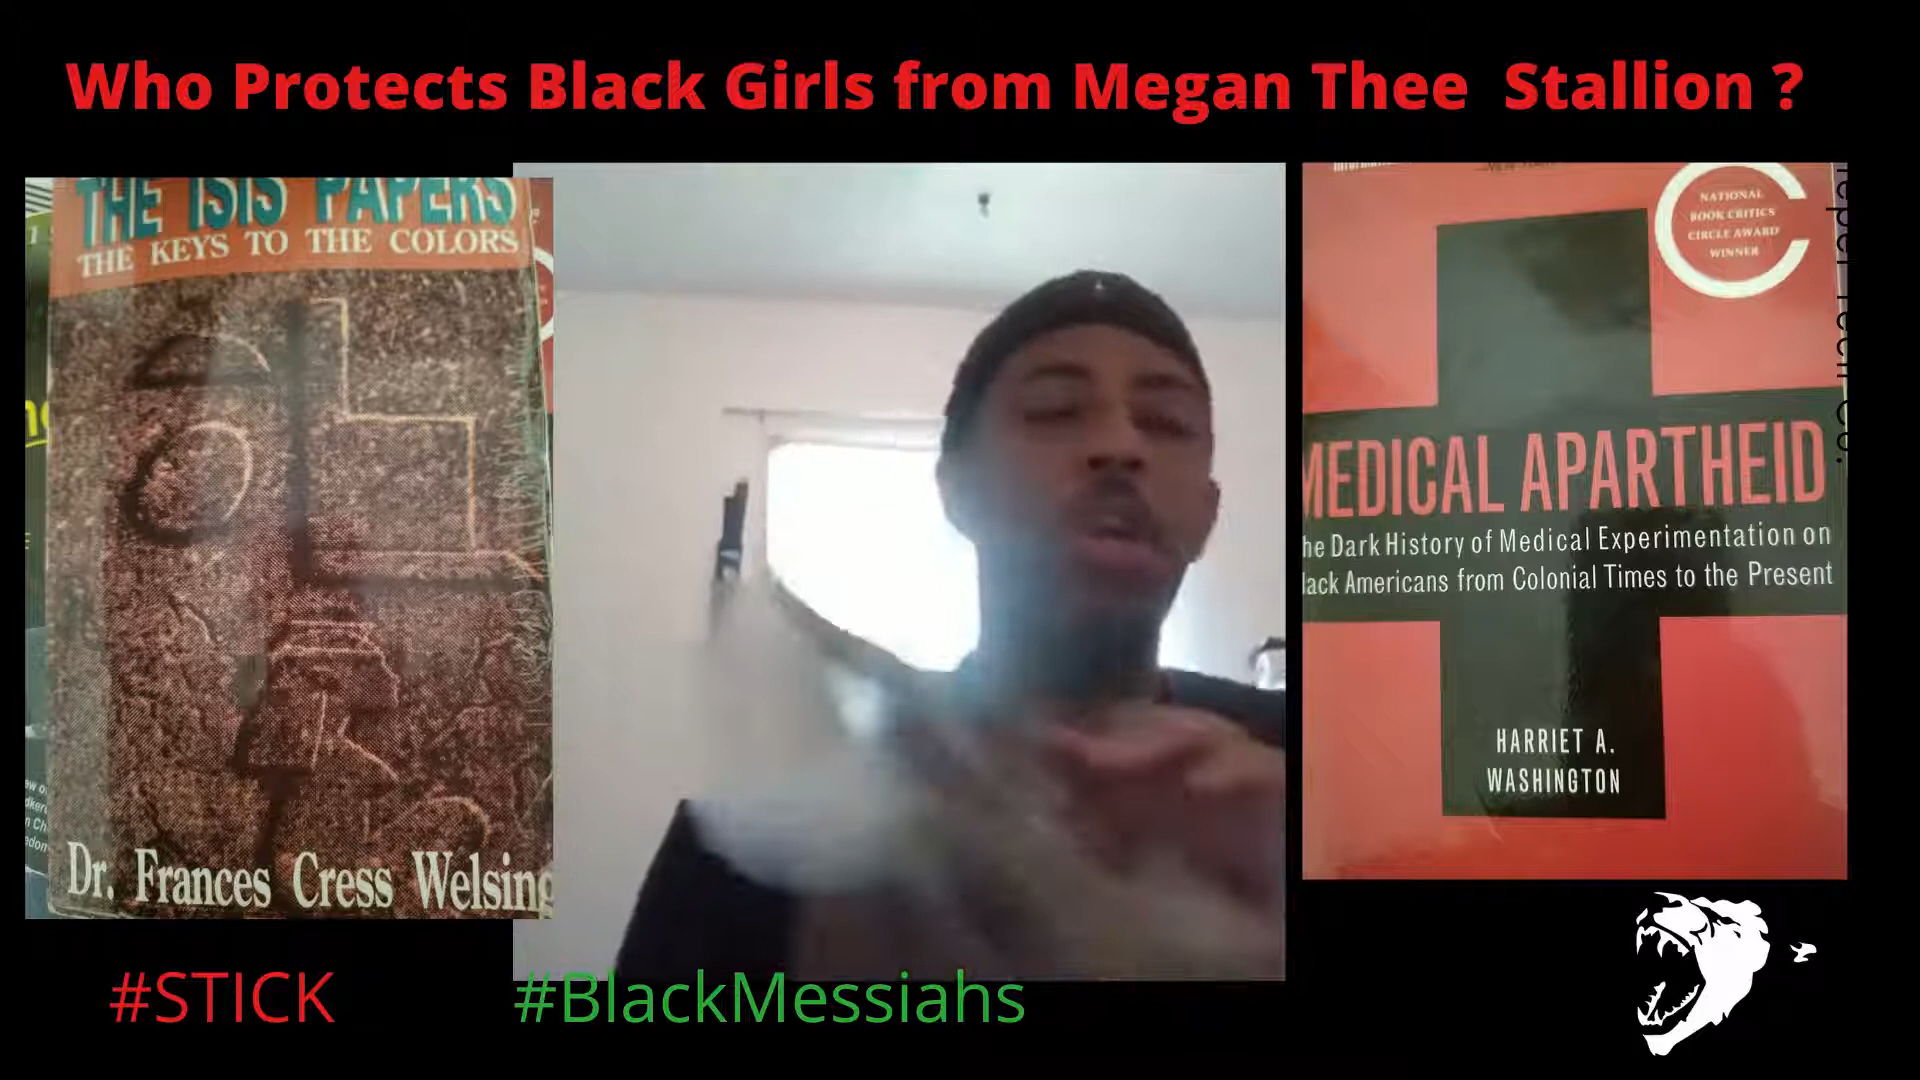 Who Protects Black Girls from Megan Thee Stallion ?
THE ISIS PAPERS
THE KEYS TO THE COLORS
Dr. Frances Cress Welsing
NATIONAL
BOOK CRITICS
CIRCLE AWARD
WINNER
MEDICAL APARTHEID
he Dark History of Medical Experimentation on
lack Americans from Colonial Times to the Present
HARRIET A.
WASHINGTON
#STICK
#BlackMessiahs